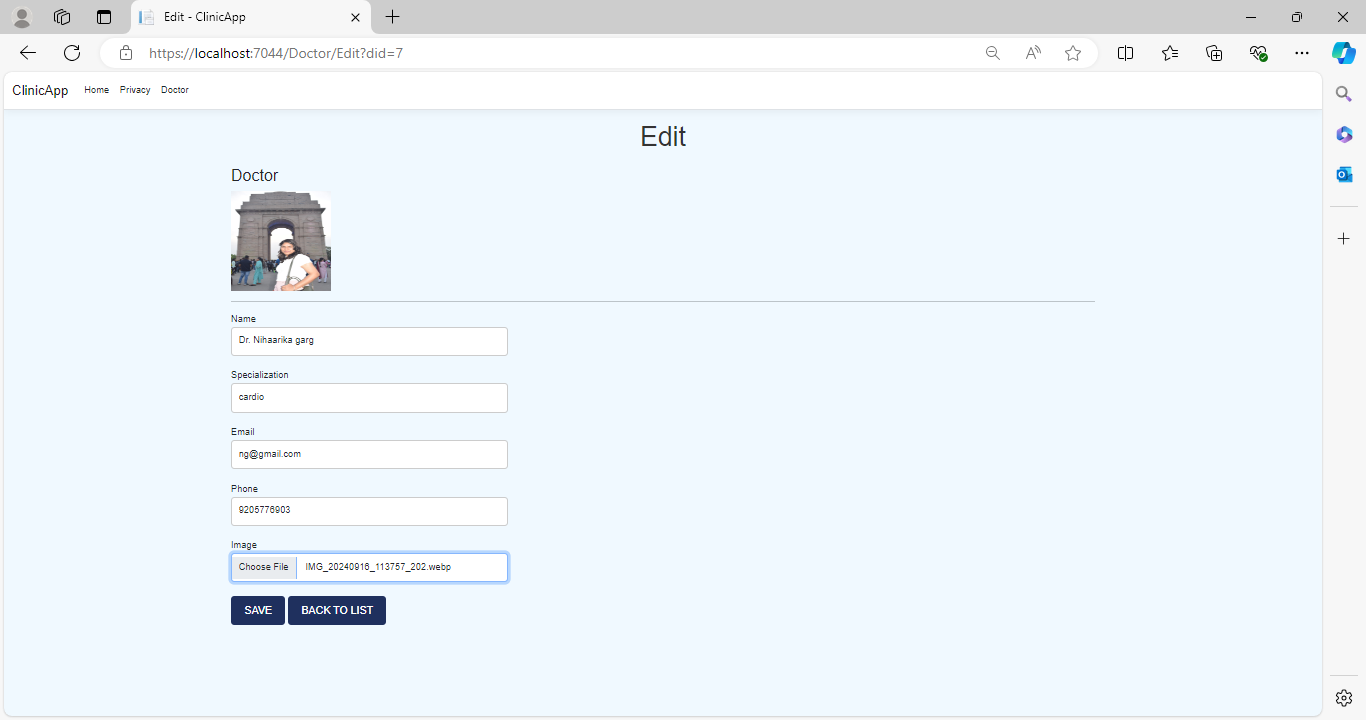 Edit - ClinicApp
https://localhost:7044/Doctor/Edit?did=7
ClinicApp Home Privacy Doctor
Edit
Doctor
Name
Dr. Nihaarika garg
Specialization
cardio
Email
ng@gmail.com
Phone
9205776903
Image
Choose File IMG_20240916_113757_202.webp
SAVE BACK TO LIST